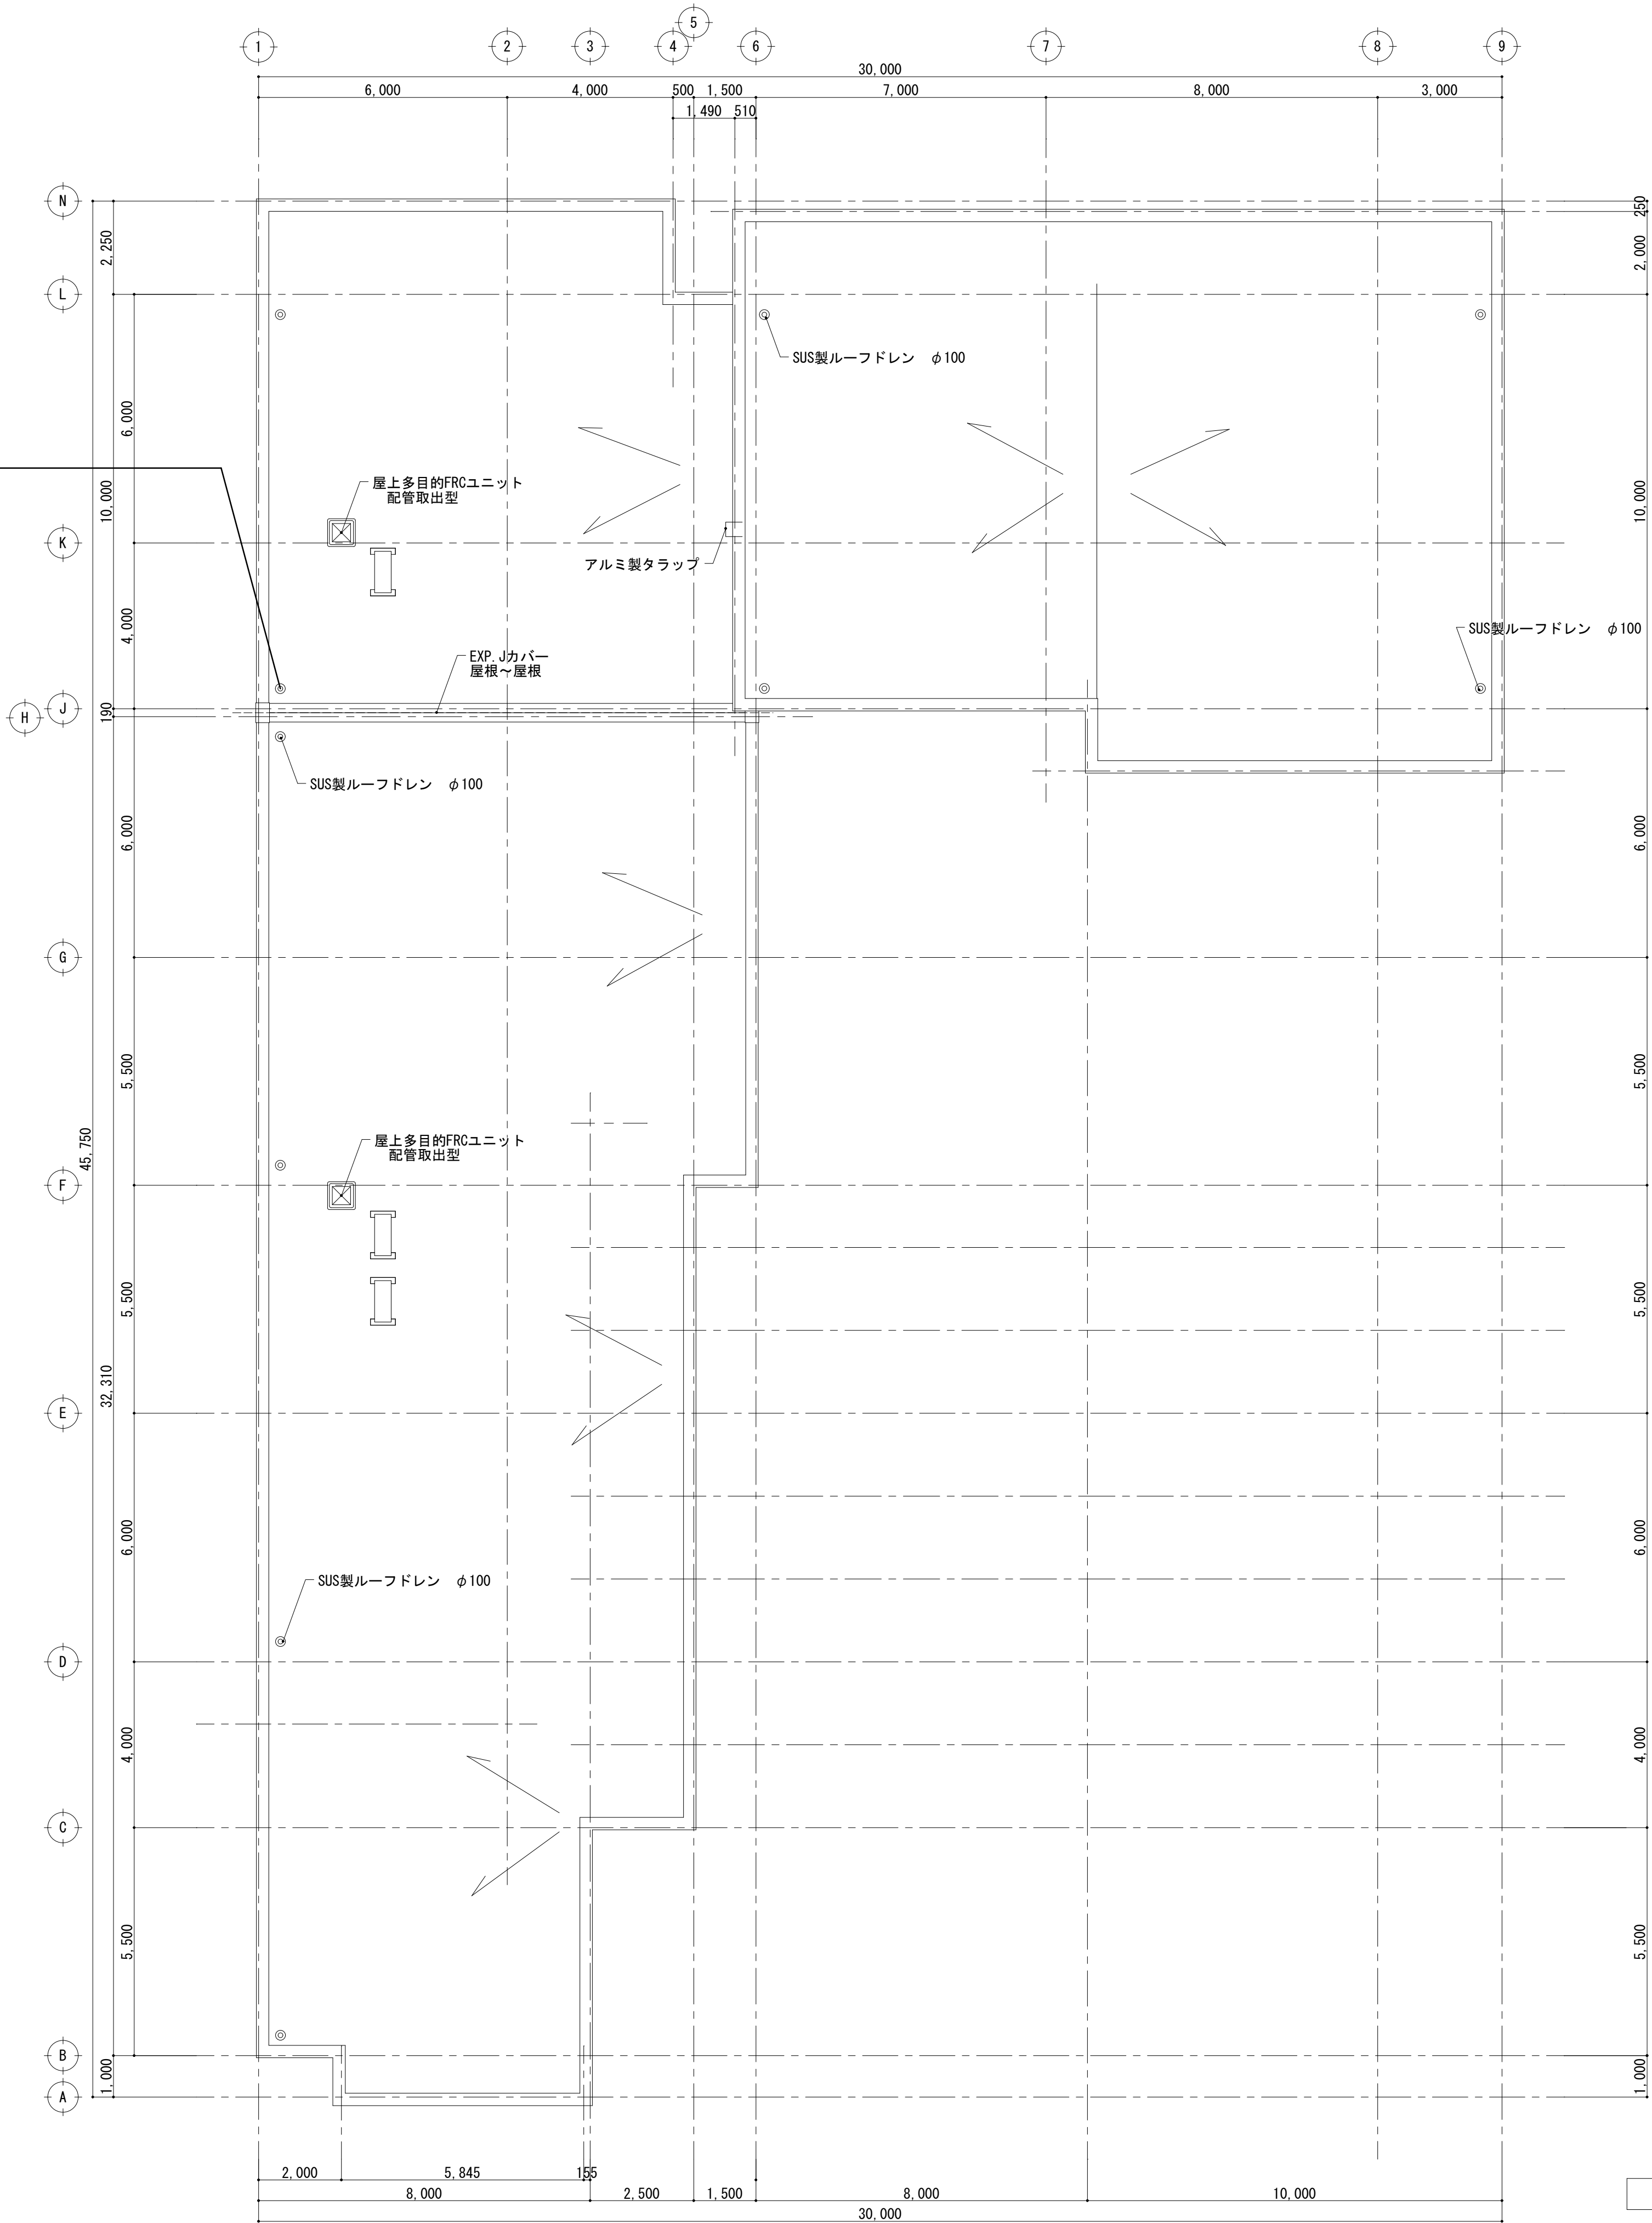 5
1
2
3
4
6
7
8
9
30,000
6,000
4,000
500
1,500
7,000
8,000
3,000
1,490
510
N
L
K
J
H
G
F
E
D
C
B
A
2,250
6,000
10,000
4,000
190
6,000
5,500
45,750
5,500
32,310
6,000
4,000
5,500
1,000
SUS製ルーフドレン φ100
屋上多目的FRCユニット
配管取出型
アルミ製タラップ
SUS製ルーフドレン φ100
EXP.Jカバー
屋根～屋根
SUS製ルーフドレン φ100
屋上多目的FRCユニット
配管取出型
SUS製ルーフドレン φ100
250
2,000
10,000
6,000
5,500
5,500
6,000
4,000
5,500
1,000
2,000
5,845
155
8,000
2,500
1,500
8,000
10,000
30,000